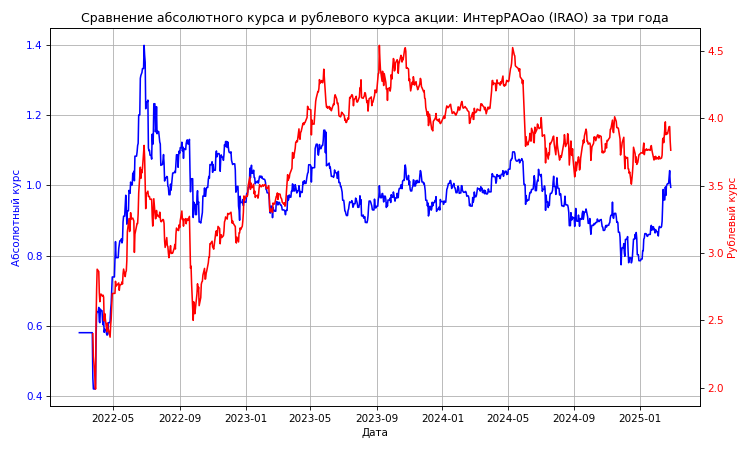 Сравнение абсолютного курса и рублевого курса акции: ИнтерРАОао (IRAO) за три года
1.4
1.2
1.0
0.8
0.6
0.4
Абсолютный курс
4.5
4.0
3.5
3.0
2.5
2.0
Рублевый курс
2022-05 2022-09 2023-01 2023-05 2023-09 2024-01 2024-05 2024-09 2025-01
Дата